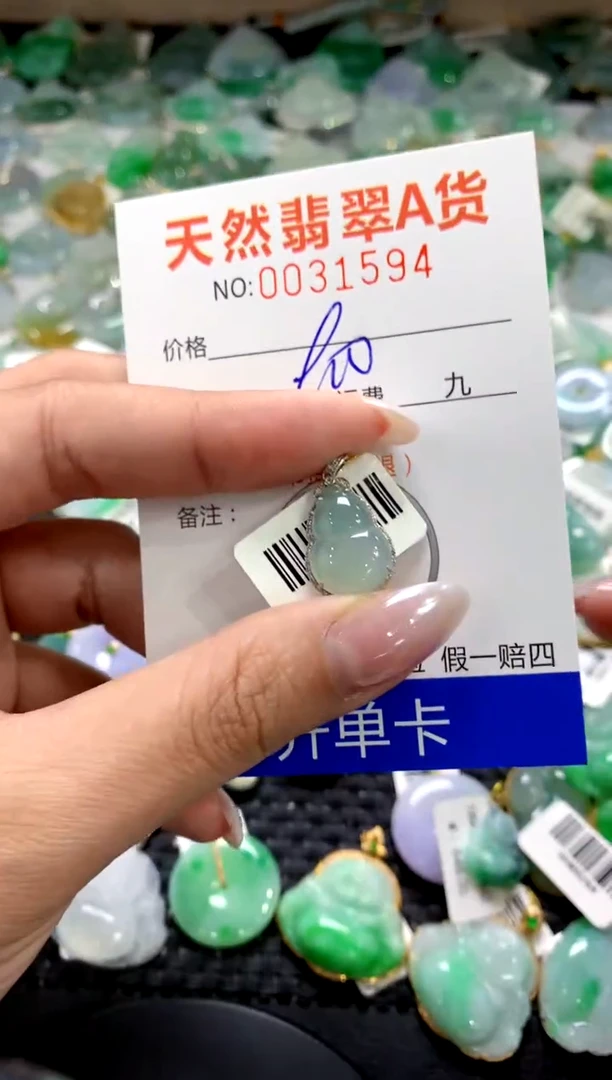 天然翡翠A货
NO:0031594
价格
费 九
)
备注：
假一赔四
开单卡